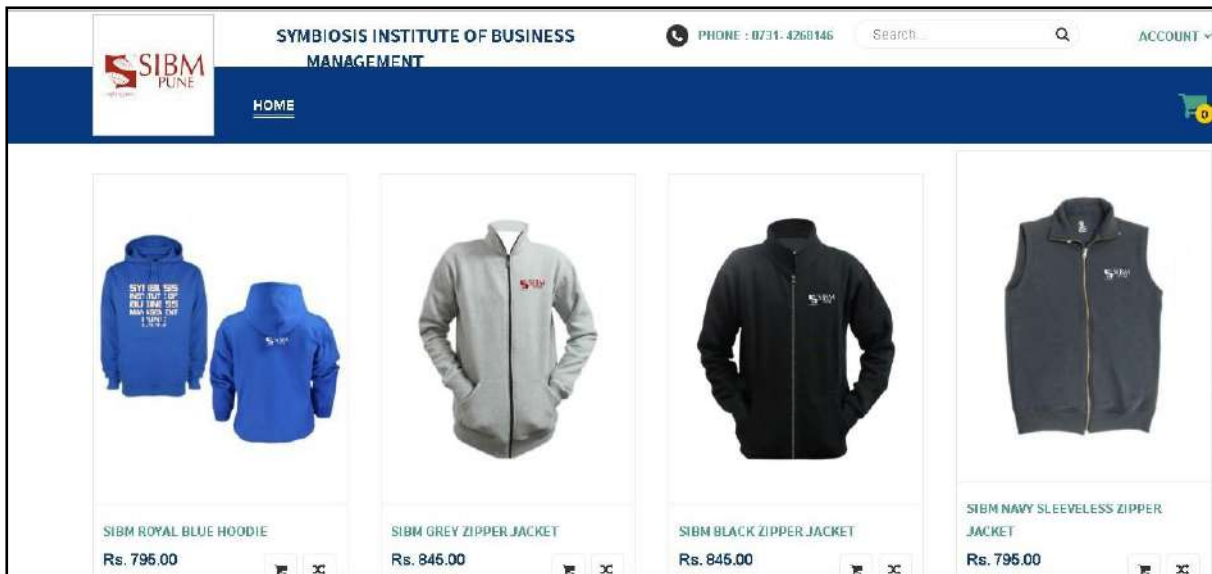 SYMBIOSIS INSTITUTE OF BUSINESS
MANAGEMENT
PHONE : 0731-4268146
Search...
ACCOUNT
SIBM
PUNE
HOME
0
SIBM ROYAL BLUE HOODIE
Rs. 795.00
SIBM GREY ZIPPER JACKET
Rs. 845.00
SIBM BLACK ZIPPER JACKET
Rs. 845.00
SIBM NAVY SLEEVELESS ZIPPER
JACKET
Rs. 795.00